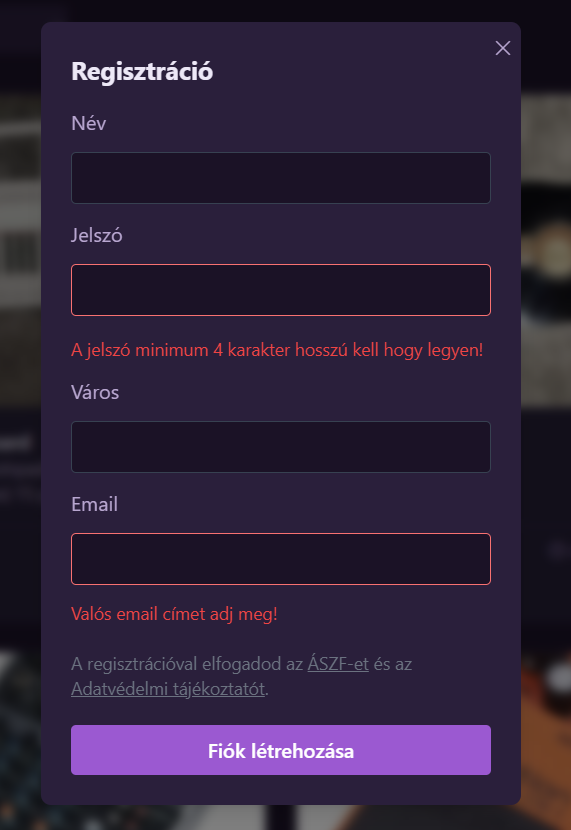 Regisztráció
Név
Jelszó
A jelszó minimum 4 karakter hosszú kell hogy legyen!
Város
Email
Valós email címet adj meg!
A regisztrációval elfogadod az ÁSZF-et és az
Adatvédelmi tájékoztatót.
Fiók létrehozása